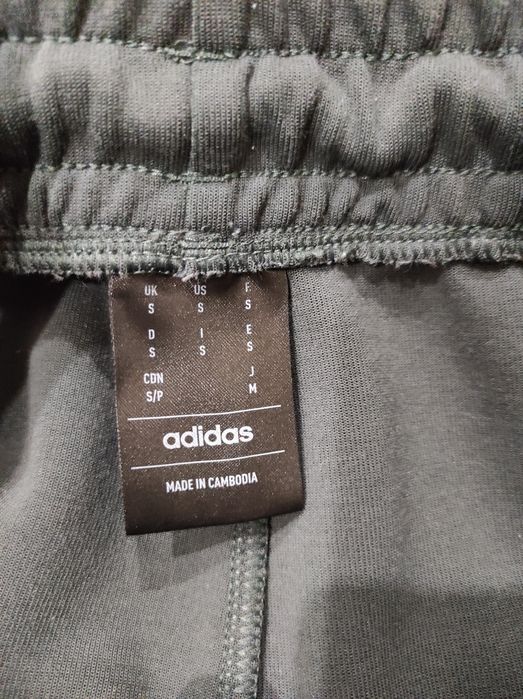 UK US F
S S S
D I E
S S S
CDN J
S/P M
adidas
MADE IN CAMBODIA